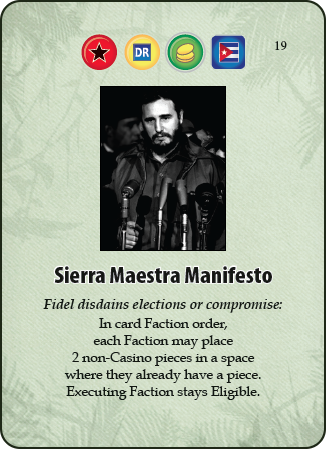 DR
19
Sierra Maestra Manifesto
Fidel disdains elections or compromise:
In card Faction order,
each Faction may place
2 non-Casino pieces in a space
where they already have a piece.
Executing Faction stays Eligible.